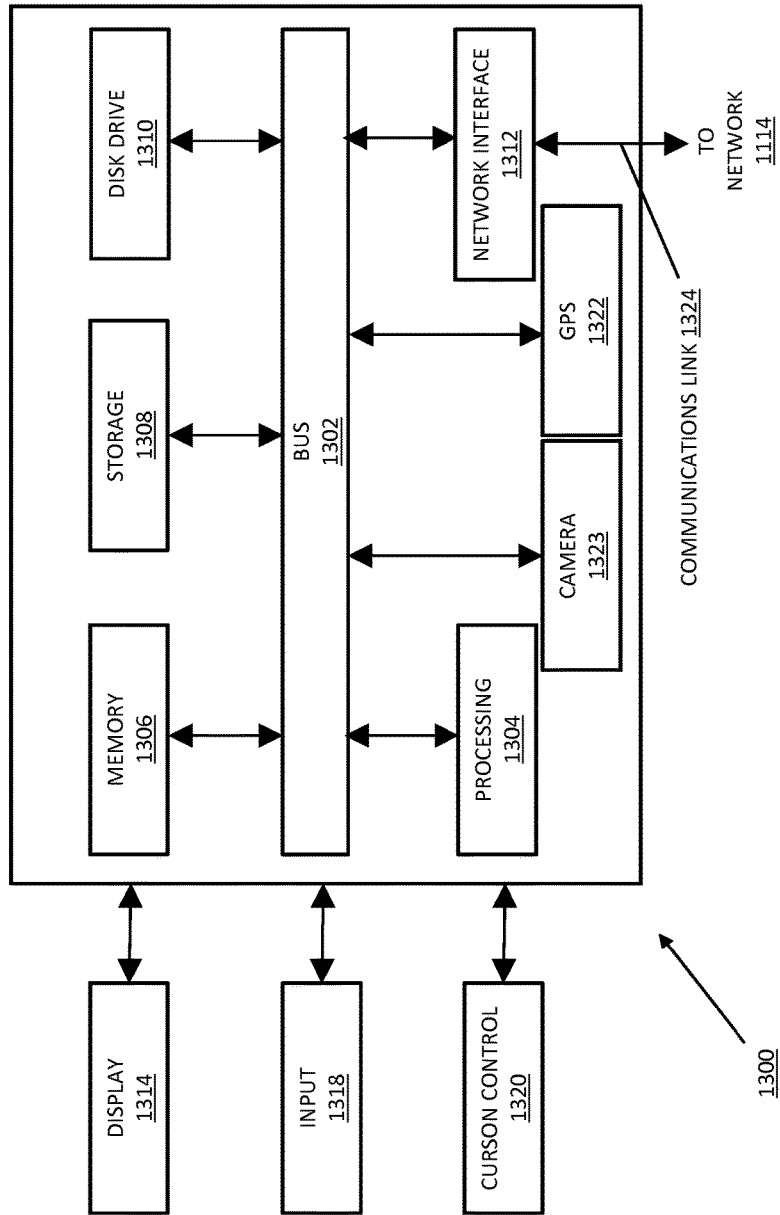 DISPLAY
1314
INPUT
1318
CURSON CONTROL
1320
1300
MEMORY
1306
STORAGE
1308
DISK DRIVE
1310
BUS
1302
PROCESSING
1304
CAMERA
1323
GPS
1322
NETWORK INTERFACE
1312
COMMUNICATIONS LINK 1324
TO
NETWORK
1114